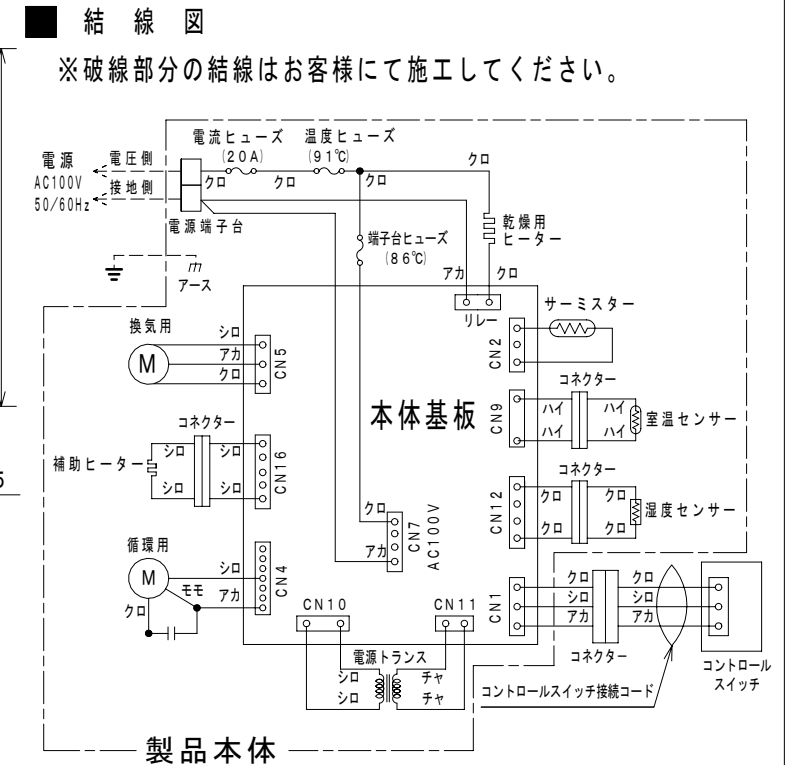 ■ 結線図
※破線部分の結線はお客様にて施工してください。
電流ヒューズ
(20A)
温度ヒューズ
(91℃)
クロ
電源
AC100V
50/60Hz
電圧側
接地側
クロ
クロ
クロ
電源端子台
端子台ヒューズ
(86℃)
乾燥用
ヒーター
アース
アカ
クロ
リレー
サーミスター
換気用
M
シロ
アカ
クロ
CN5
CN2
本体基板
コネクター
CN9
ハイ
ハイ
ハイ
ハイ
室温センサー
コネクター
補助ヒーター
シロ
シロ
シロ
シロ
CN16
コネクター
CN12
クロ
クロ
クロ
クロ
湿度センサー
クロ
アカ
CN7
AC100V
循環用
M
シロ
モモ
アカ
クロ
CN4
CN10
CN11
CN1
クロ
シロ
アカ
クロ
シロ
アカ
コネクター
コントロール
スイッチ
電源トランス
シロ
シロ
チャ
チャ
コントロールスイッチ接続コード
製品本体
5